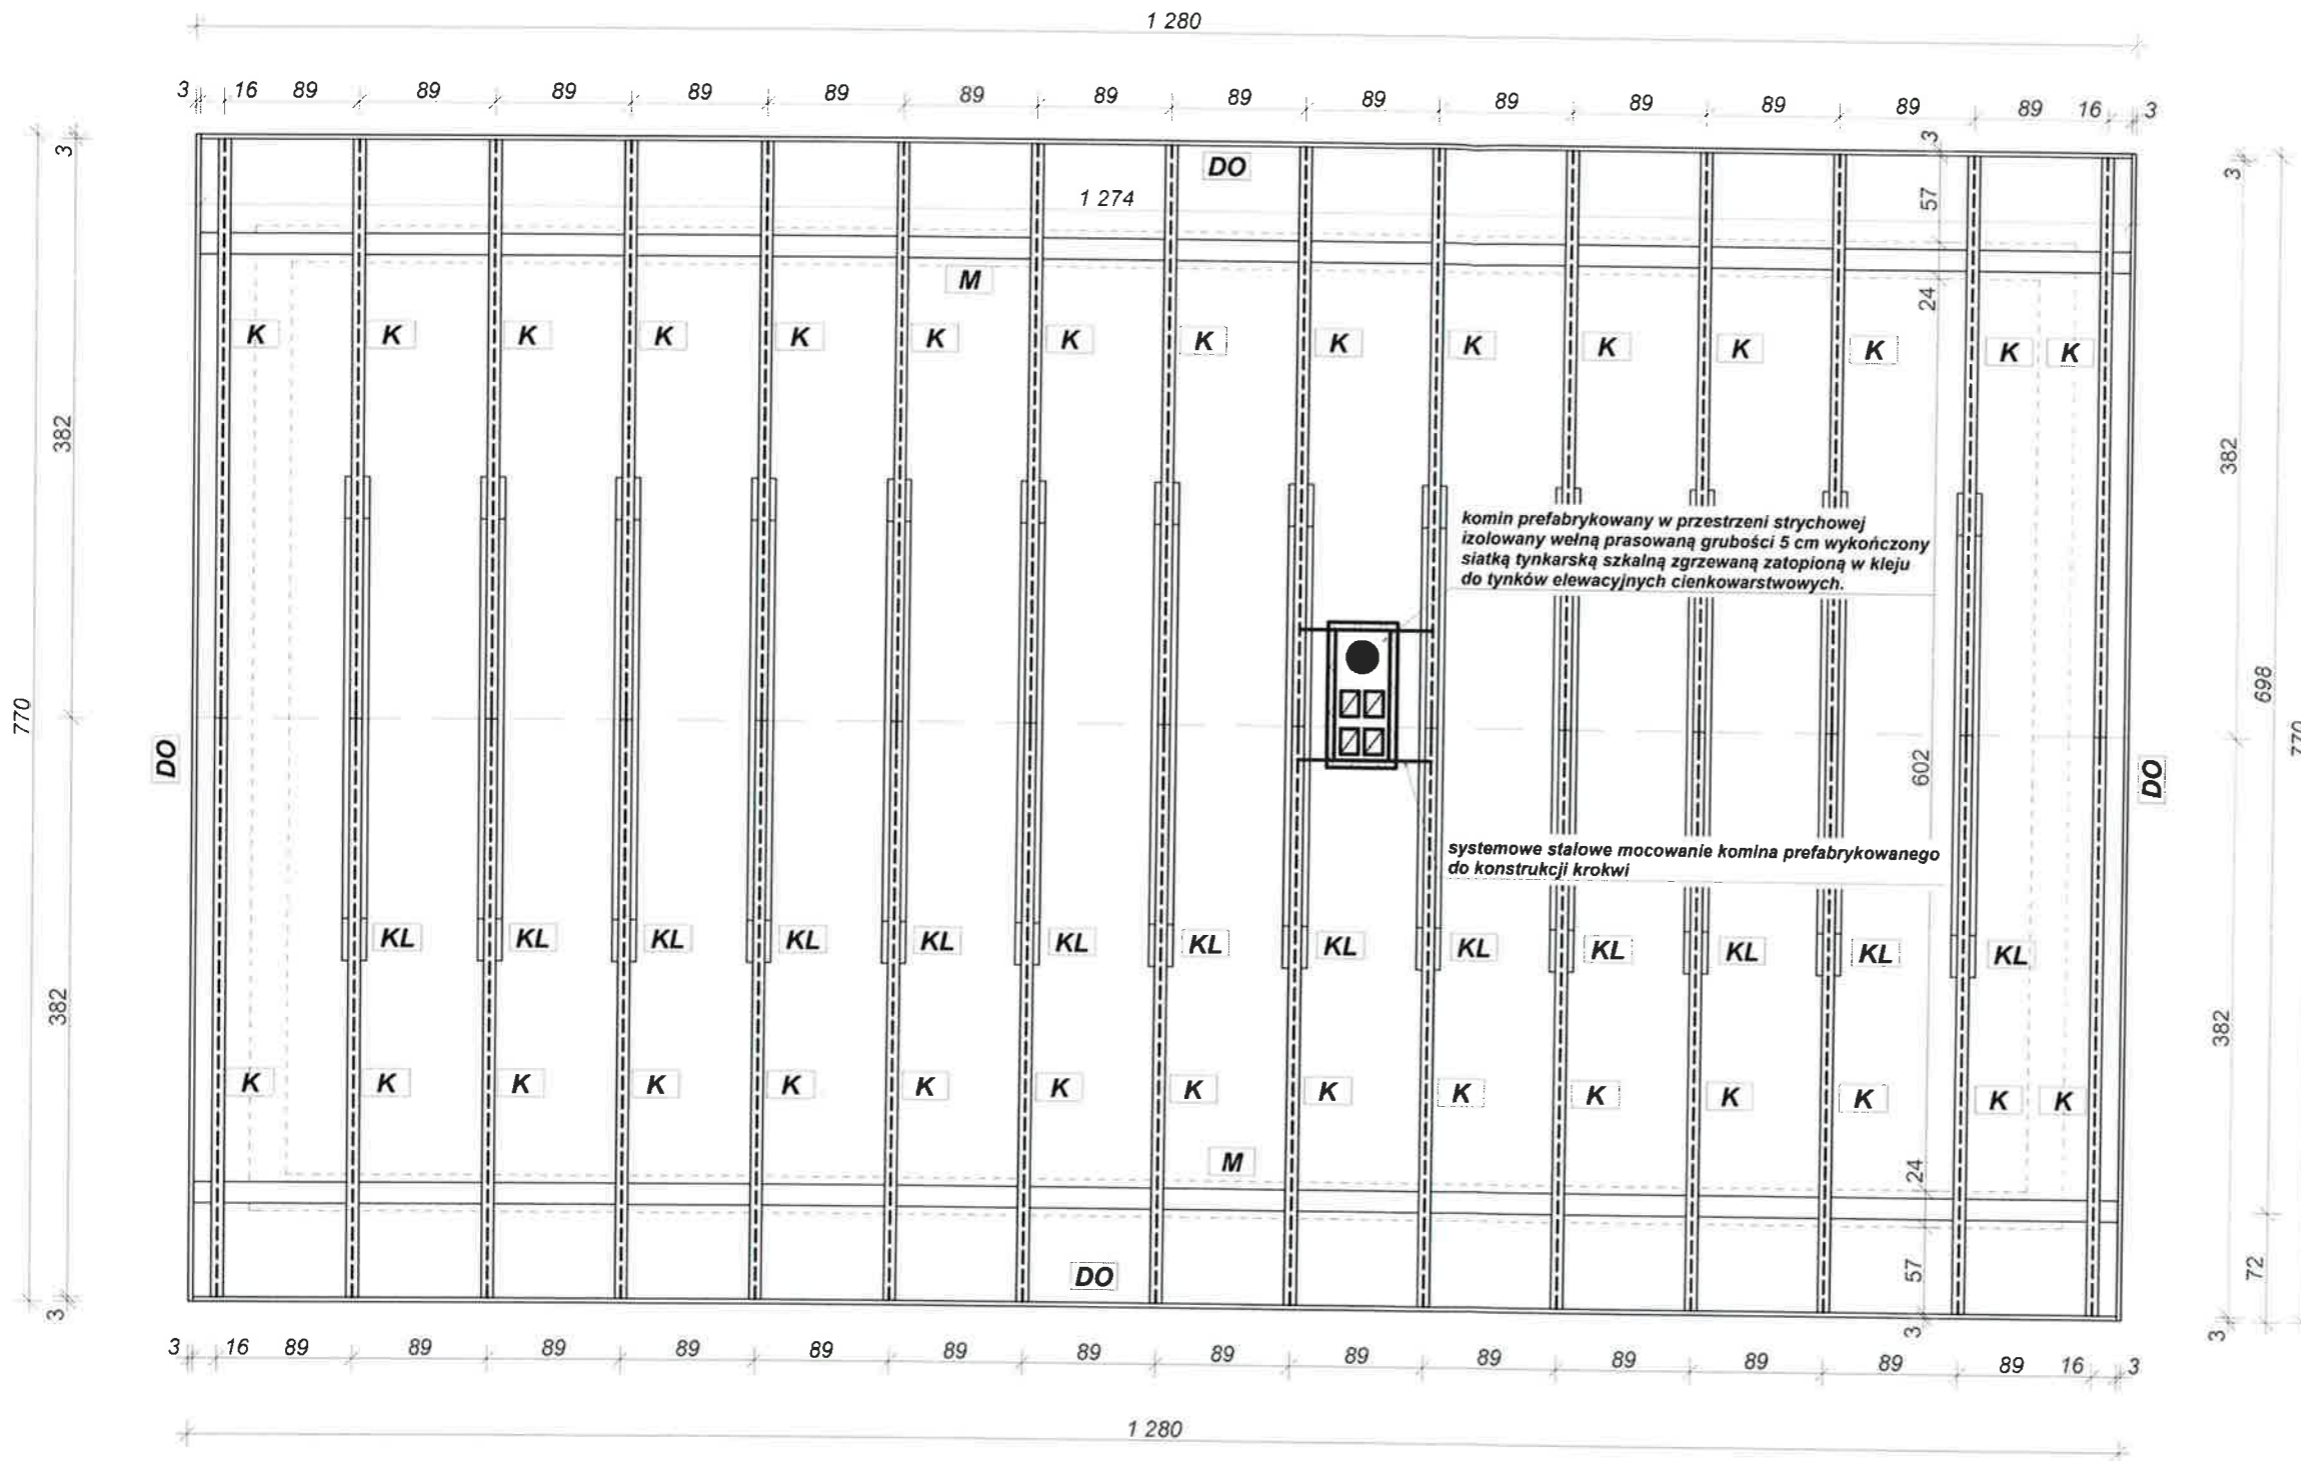 1 280
3 16 89 89 89 89 89 89 89 89 89 89 89 89 89 89 16 3
3 3 3
DO
57
1 274
M
24
K K K K K K K K K K K K K K K
382 382
komin prefabrykowany w przestrzeni strychowej
izolowany wełną prasowaną grubości 5 cm wykończony
siatką tynkarską szkalną zgrzewaną zatopioną w kleju
do tynków elewacyjnych cienkowarstwowych.
770 698 770
DO 602 DO
systemowe stalowe mocowanie komina prefabrykowanego
do konstrukcji krokwi
KL KL KL KL KL KL KL KL KL KL KL KL KL
382 382
K K K K K K K K K K K K K K K
M 24
DO 57 72
3 3 3
3 16 89 89 89 89 89 89 89 89 89 89 89 89 89 89 16 3
1 280